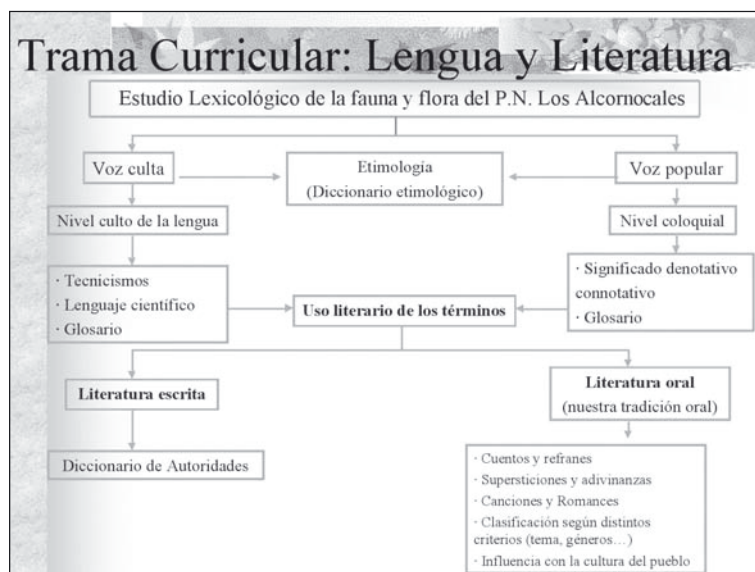 Trama Curricular: Lengua y Literatura
Estudio Lexicológico de la fauna y flora del P.N. Los Alcornocales
Voz culta
Etimología
(Diccionario etimológico)
Voz popular
Nivel culto de la lengua
Nivel coloquial
· Tecnicismos
· Lenguaje científico
· Glosario
Uso literario de los términos
· Significado denotativo
connotativo
· Glosario
Literatura escrita
Literatura oral
(nuestra tradición oral)
Diccionario de Autoridades
· Cuentos y refranes
· Supersticiones y adivinanzas
· Canciones y Romances
· Clasificación según distintos
criterios (tema, géneros…)
· Influencia con la cultura del pueblo